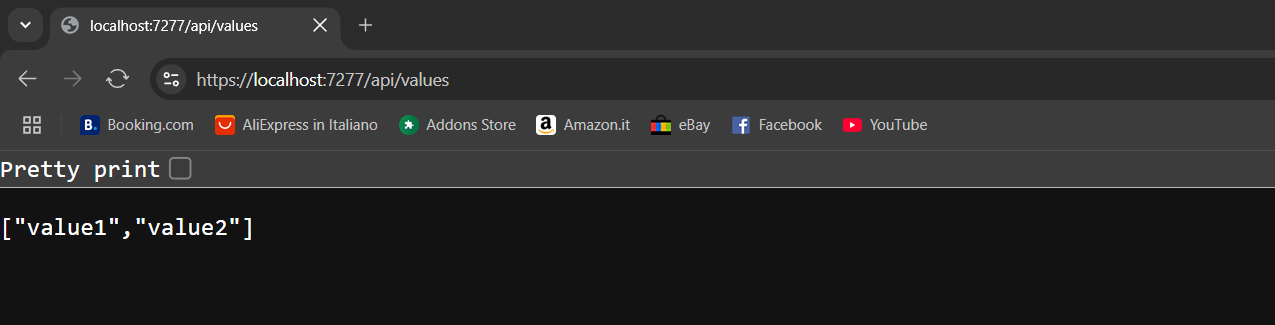 localhost:7277/api/values
https://localhost:7277/api/values
B. Booking.com AliExpress in Italiano Addons Store a Amazon.it eBay f Facebook YouTube
Pretty print
["value1","value2"]